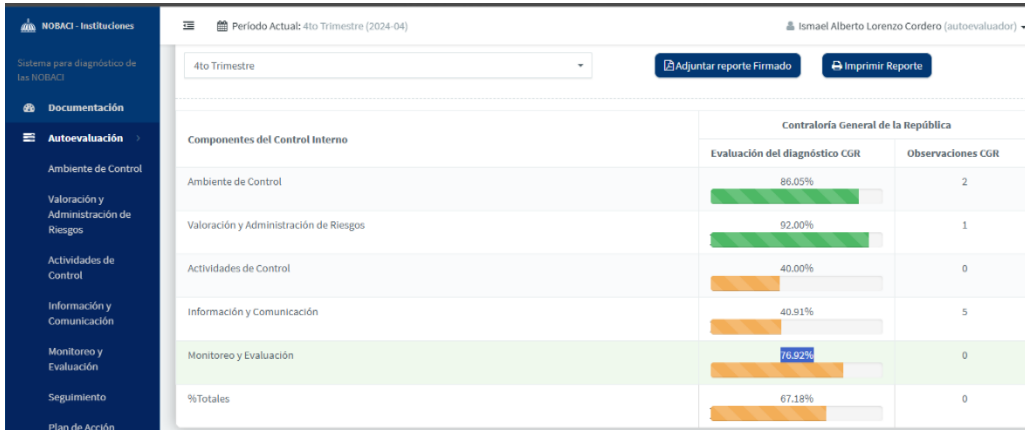 NOBACI - Instituciones
Período Actual: 4to Trimestre (2024-04)
Ismael Alberto Lorenzo Cordero (autoevaluador)
Sistema para diagnóstico de
las NOBACI
Documentación
Autoevaluación
Ambiente de Control
Valoración y
Administración de
Riesgos
Actividades de
Control
Información y
Comunicación
Monitoreo y
Evaluación
Seguimiento
Plan de Acción
4to Trimestre
Adjuntar reporte Firmado
Imprimir Reporte
Componentes del Control Interno
Contraloría General de la República
Evaluación del diagnóstico CGR
Observaciones CGR
Ambiente de Control 86.05% 2
Valoración y Administración de Riesgos 92.00% 1
Actividades de Control 40.00% 0
Información y Comunicación 40.91% 5
Monitoreo y Evaluación 76.92% 0
%Totales 67.18% 0